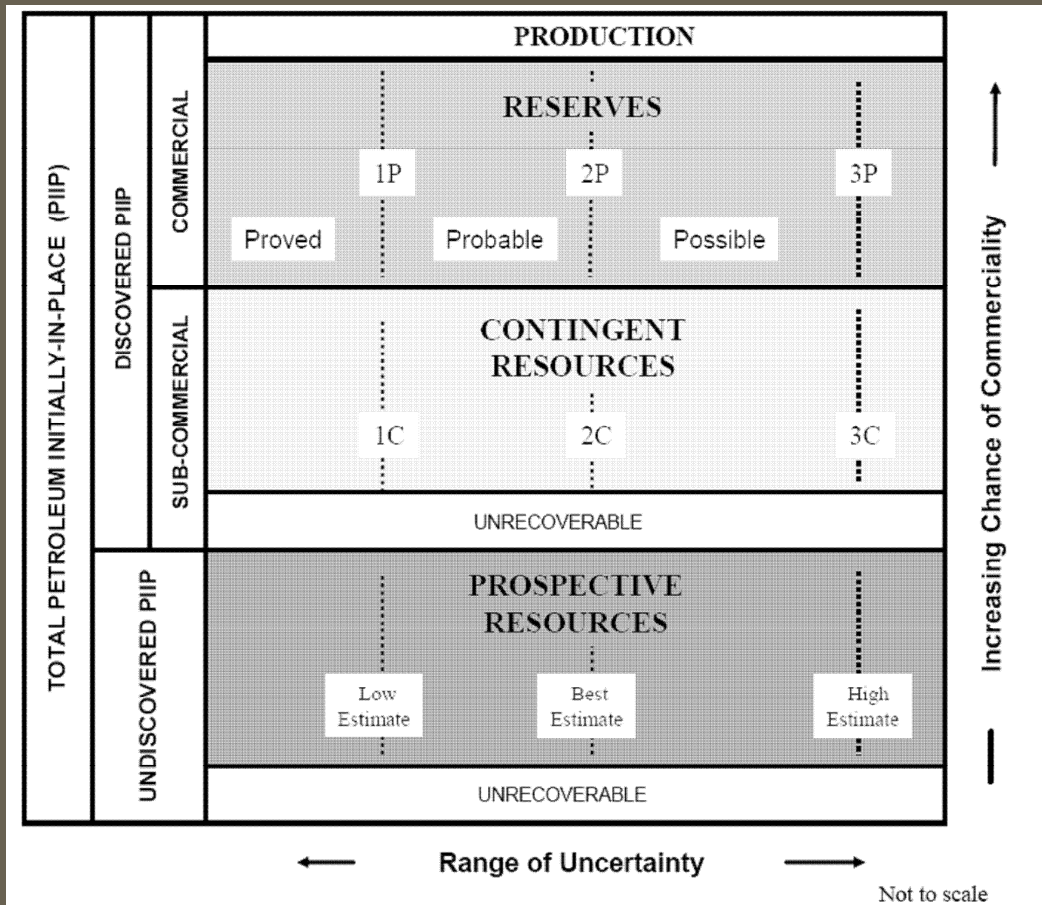 TOTAL PETROLEUM INITIALLY-IN-PLACE (PIIP)
DISCOVERED PIIP
UNDISCOVERED PIIP
COMMERCIAL
SUB-COMMERCIAL
PRODUCTION
RESERVES
1P
2P
3P
Proved
Probable
Possible
CONTINGENT
RESOURCES
1C
2C
3C
UNRECOVERABLE
PROSPECTIVE
RESOURCES
Low
Estimate
Best
Estimate
High
Estimate
UNRECOVERABLE
Increasing Chance of Commerciality
Range of Uncertainty
Not to scale